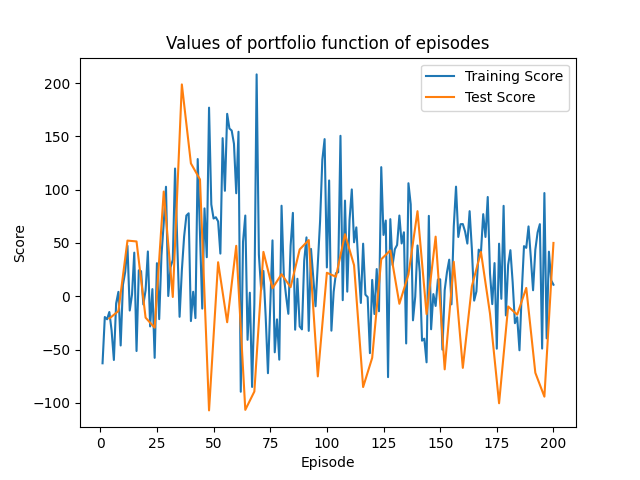 Values of portfolio function of episodes
Training Score
Test Score
Score
200
150
100
50
0
−50
−100
0 25 50 75 100 125 150 175 200
Episode